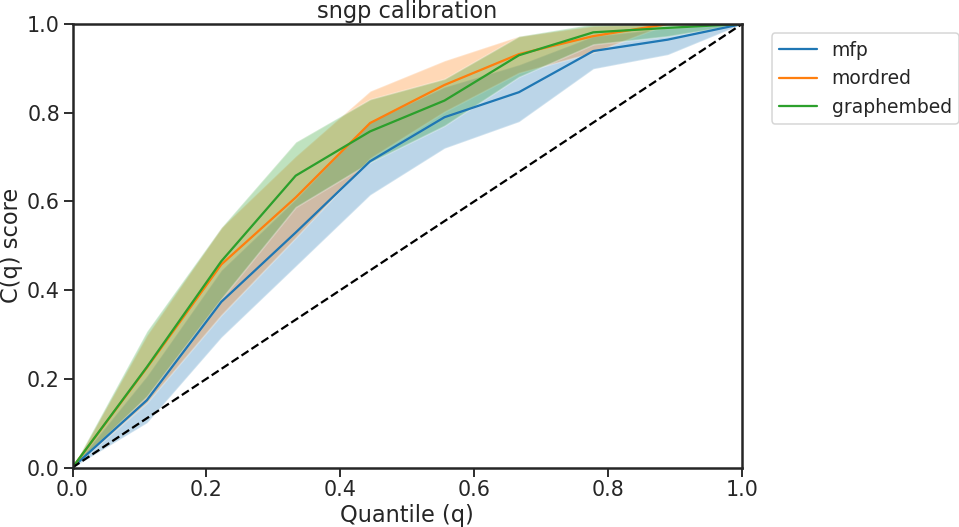 sngp calibration
1.0
0.8
0.6
0.4
0.2
0.0
C(q) score
0.0 0.2 0.4 0.6 0.8 1.0
Quantile (q)
mfp
mordred
graphembed